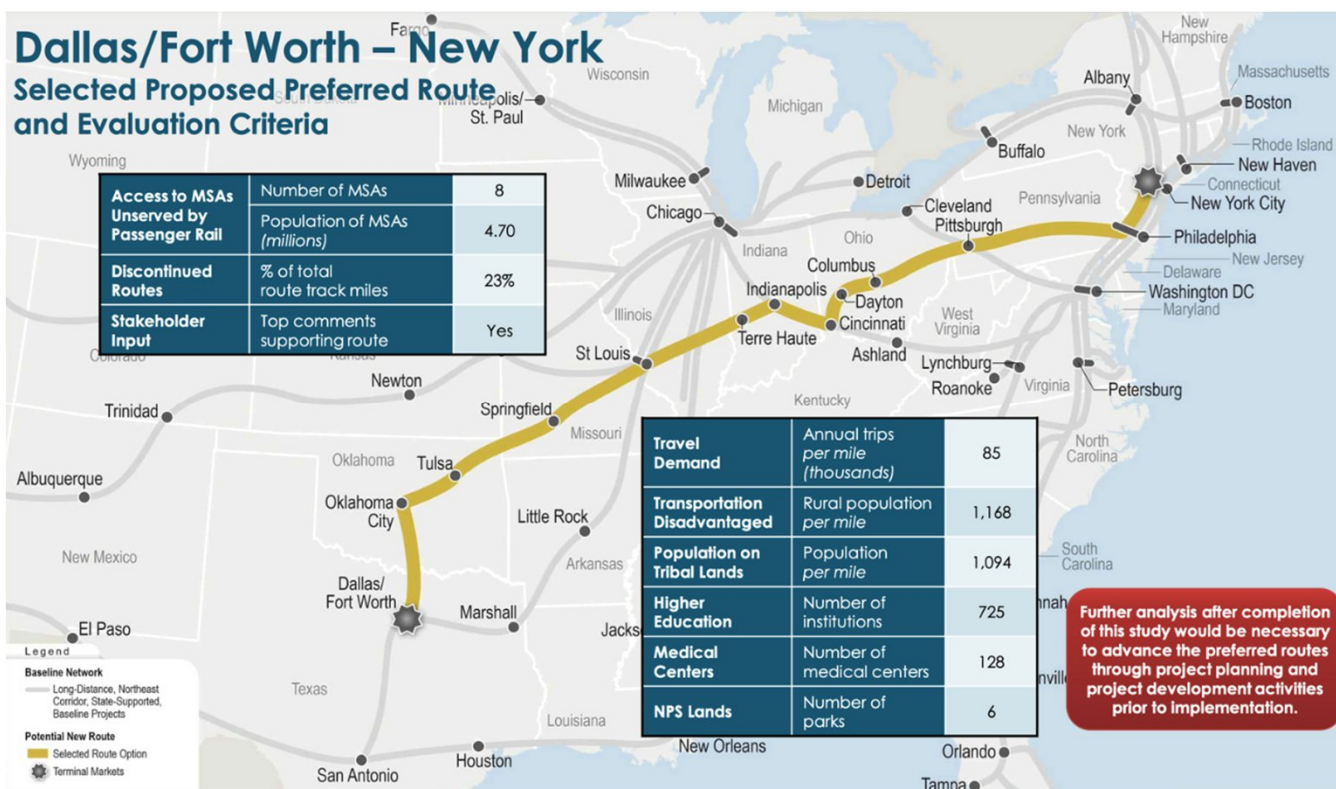 Dallas/Fort Worth – New York
Selected Proposed Preferred Route
and Evaluation Criteria
Fargo
Minneapolis/
St. Paul
Wisconsin
Michigan
New
Hampshire
Massachusetts
Albany
Boston
New York
Rhode Island
Buffalo
New Haven
Connecticut
New York City
Wyoming
South Dakota
Milwaukee
Detroit
Chicago
Cleveland
Pennsylvania
Pittsburgh
Philadelphia
New Jersey
Delaware
Washington DC
Maryland
Indiana
Ohio
Columbus
Indianapolis
Dayton
Cincinnati
Terre Haute
West
Virginia
Ashland
Illinois
St Louis
Lynchburg
Roanoke
Virginia
Petersburg
Kentucky
North
Carolina
Access to MSAs
Unserved by
Passenger Rail
Number of MSAs
8
Population of MSAs
(millions)
4.70
Discontinued
Routes
% of total
route track miles
23%
Stakeholder
Input
Top comments
supporting route
Yes
Colorado
Kansas
Newton
Trinidad
Springfield
Missouri
Oklahoma
Tulsa
Albuquerque
Oklahoma
City
Little Rock
New Mexico
Arkansas
Dallas/
Fort Worth
Marshall
El Paso
Texas
Louisiana
San Antonio
Houston
New Orleans
Jacks
South
Carolina
nah
nville
Orlando
Tampa
Travel
Demand
Annual trips
per mile
(thousands)
85
Transportation
Disadvantaged
Rural population
per mile
1,168
Population on
Tribal Lands
Population
per mile
1,094
Higher
Education
Number of
institutions
725
Medical
Centers
Number of
medical centers
128
NPS Lands
Number of
parks
6
Further analysis after completion
of this study would be necessary
to advance the preferred routes
through project planning and
project development activities
prior to implementation.
Legend
Baseline Network
Long-Distance, Northeast
Corridor, State-Supported,
Baseline Projects
Potential New Route
Selected Route Option
Terminal Markets